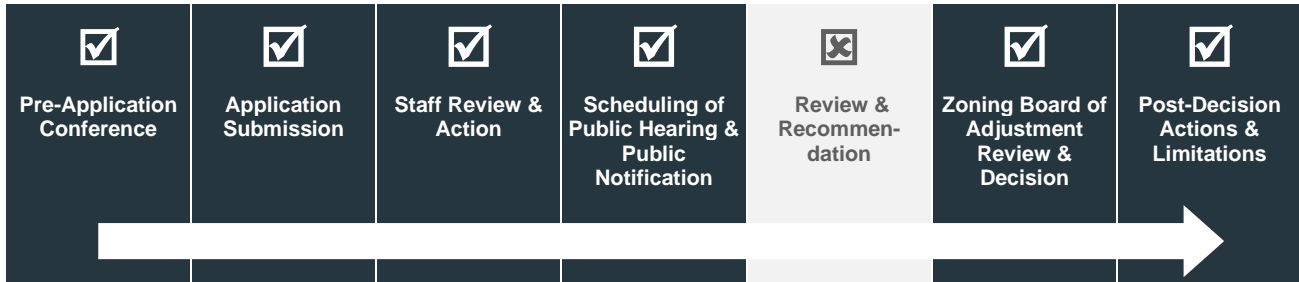 Pre-Application
Conference
Application
Submission
Staff Review &
Action
Scheduling of
Public Hearing &
Public
Notification
Review &
Recommen-
dation
Zoning Board of
Adjustment
Review &
Decision
Post-Decision
Actions &
Limitations